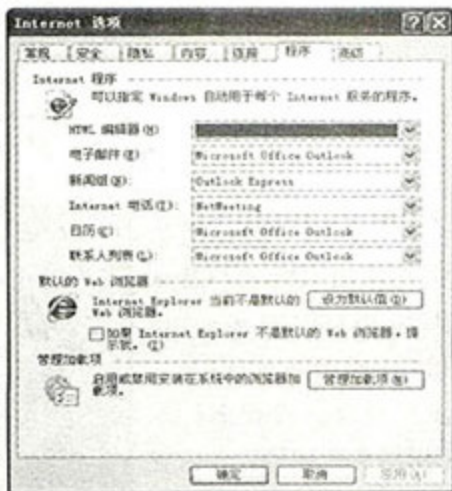 Internet 选项
常规 安全 隐私 内容 连接 程序 高级
Internet 程序
可以指定 Windows 自动用于每个 Internet 服务的程序。
HTML 编辑器(M)
电子邮件(E): Microsoft Office Outlook
新闻组(N): Outlook Express
Internet 电话(I): NetMeeting
日历(C): Microsoft Office Outlook
联系人列表(L): Microsoft Office Outlook
默认的 Web 浏览器
Internet Explorer 当前不是默认的 设为默认值(D)
Web 浏览器。
如果 Internet Explorer 不是默认的 Web 浏览器，提
示我。(I)
管理加载项
启用或禁用安装在系统中的浏览器加 管理加载项
载项。
确定 取消 应用(A)